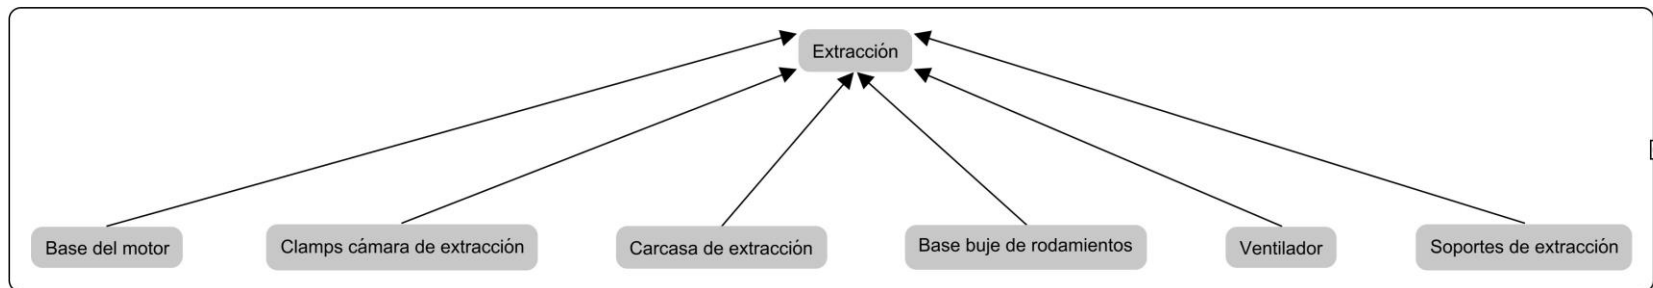 Extracción
Base del motor
Clamps cámara de extracción
Carcasa de extracción
Base buje de rodamientos
Ventilador
Soportes de extracción